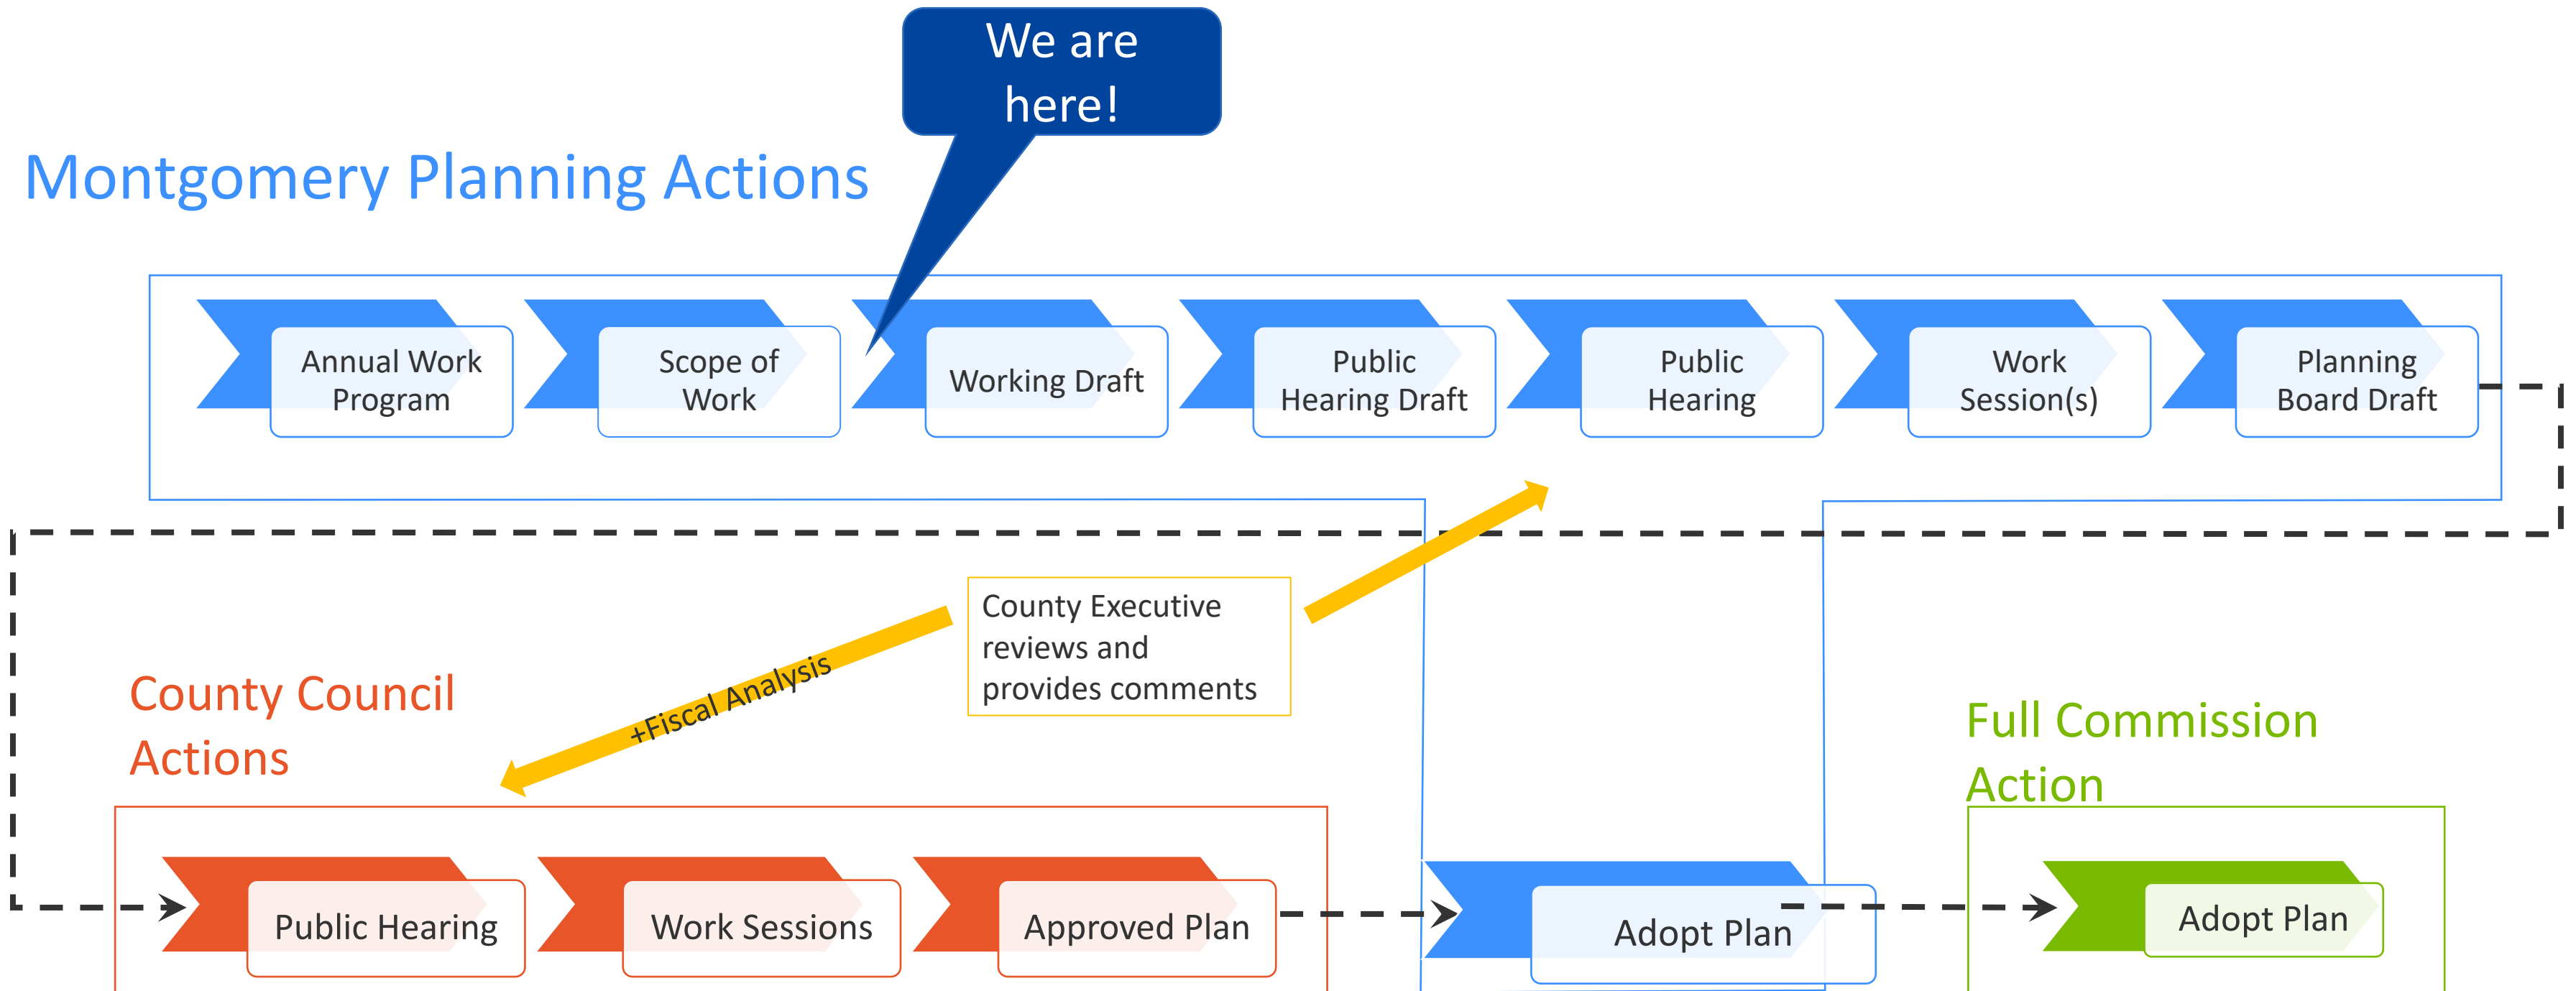 We are
here!
Montgomery Planning Actions
Annual Work
Program
Scope of
Work
Working Draft
Public
Hearing Draft
Public
Hearing
Work
Session(s)
Planning
Board Draft
County Executive
reviews and
provides comments
+Fiscal Analysis
County Council
Actions
Full Commission
Action
Public Hearing
Work Sessions
Approved Plan
Adopt Plan
Adopt Plan